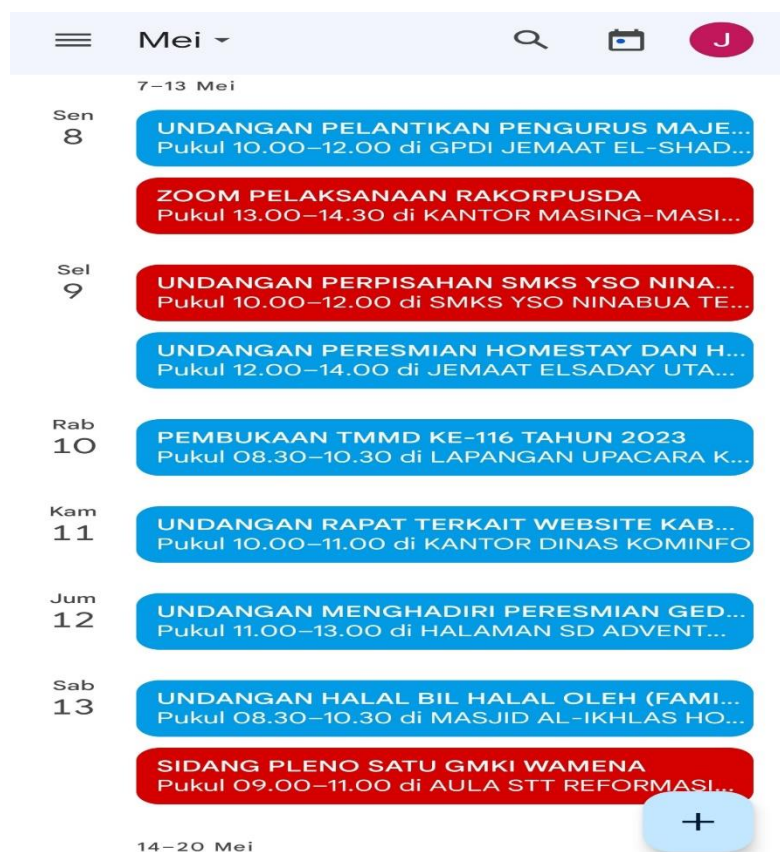 Mei
J
7–13 Mei
Sen
8
UNDANGAN PELANTIKAN PENGURUS MAJE...
Pukul 10.00–12.00 di GPDI JEMAAT EL-SHAD...
ZOOM PELAKSANAAN RAKORPUSDA
Pukul 13.00–14.30 di KANTOR MASING-MASI...
Sel
9
UNDANGAN PERPISAHAN SMKS YSO NINA...
Pukul 10.00–12.00 di SMKS YSO NINABUA TE...
UNDANGAN PERESMIAN HOMESTAY DAN H...
Pukul 12.00–14.00 di JEMAAT ELSADAY UTA...
Rab
10
PEMBUKAAN TMMD KE-116 TAHUN 2023
Pukul 08.30–10.30 di LAPANGAN UPACARA K...
Kam
11
UNDANGAN RAPAT TERKAIT WEBSITE KAB...
Pukul 10.00–11.00 di KANTOR DINAS KOMINFO
Jum
12
UNDANGAN MENGHADIRI PERESMIAN GED...
Pukul 11.00–13.00 di HALAMAN SD ADVENT...
Sab
13
UNDANGAN HALAL BIL HALAL OLEH (FAMI...
Pukul 08.30–10.30 di MASJID AL-IKHLAS HO...
SIDANG PLENO SATU GMKI WAMENA
Pukul 09.00–11.00 di AULA STT REFORMASI...
14–20 Mei